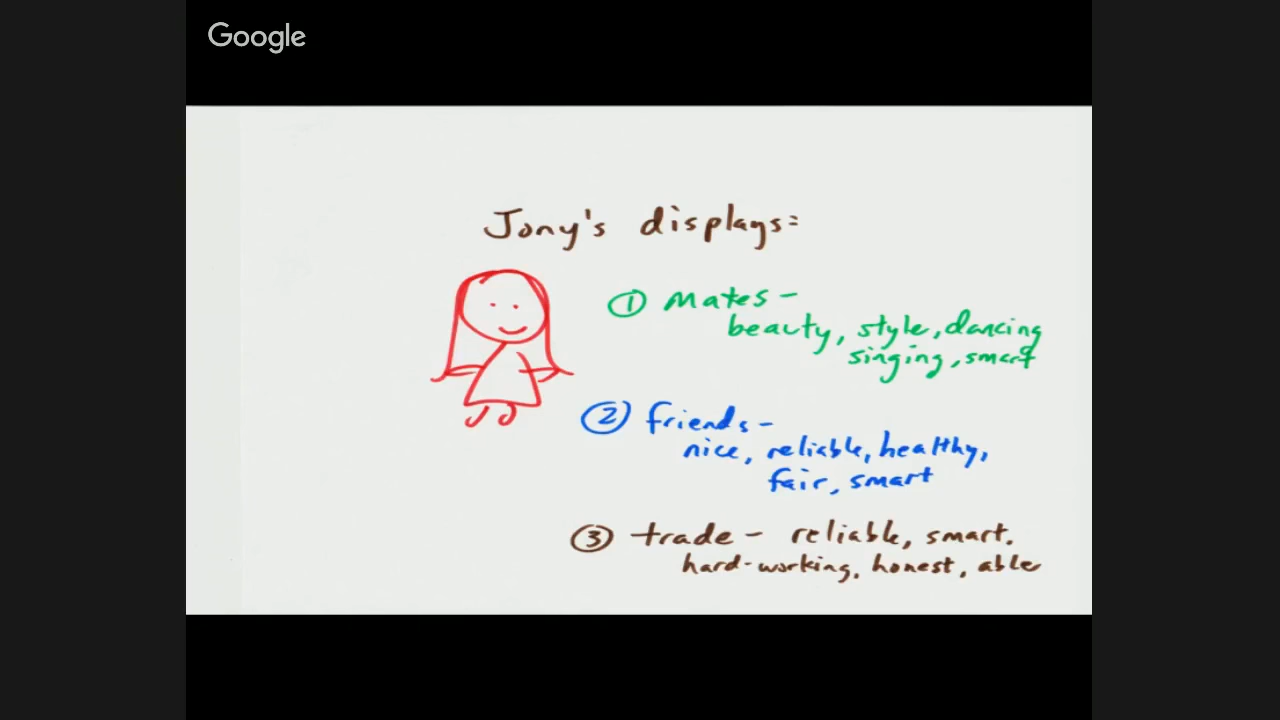 Google
Jony's displays:
① Mates -
beauty, style, dancing
singing, smart
② friends -
nice, reliable, healthy,
fair, smart
③ trade - reliable, smart.
hard-working, honest, able